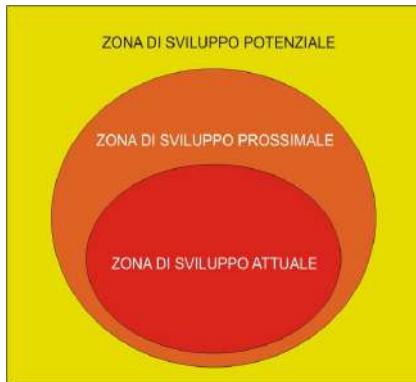 ZONA DI SVILUPPO POTENZIALE
ZONA DI SVILUPPO PROSSIMALE
ZONA DI SVILUPPO ATTUALE